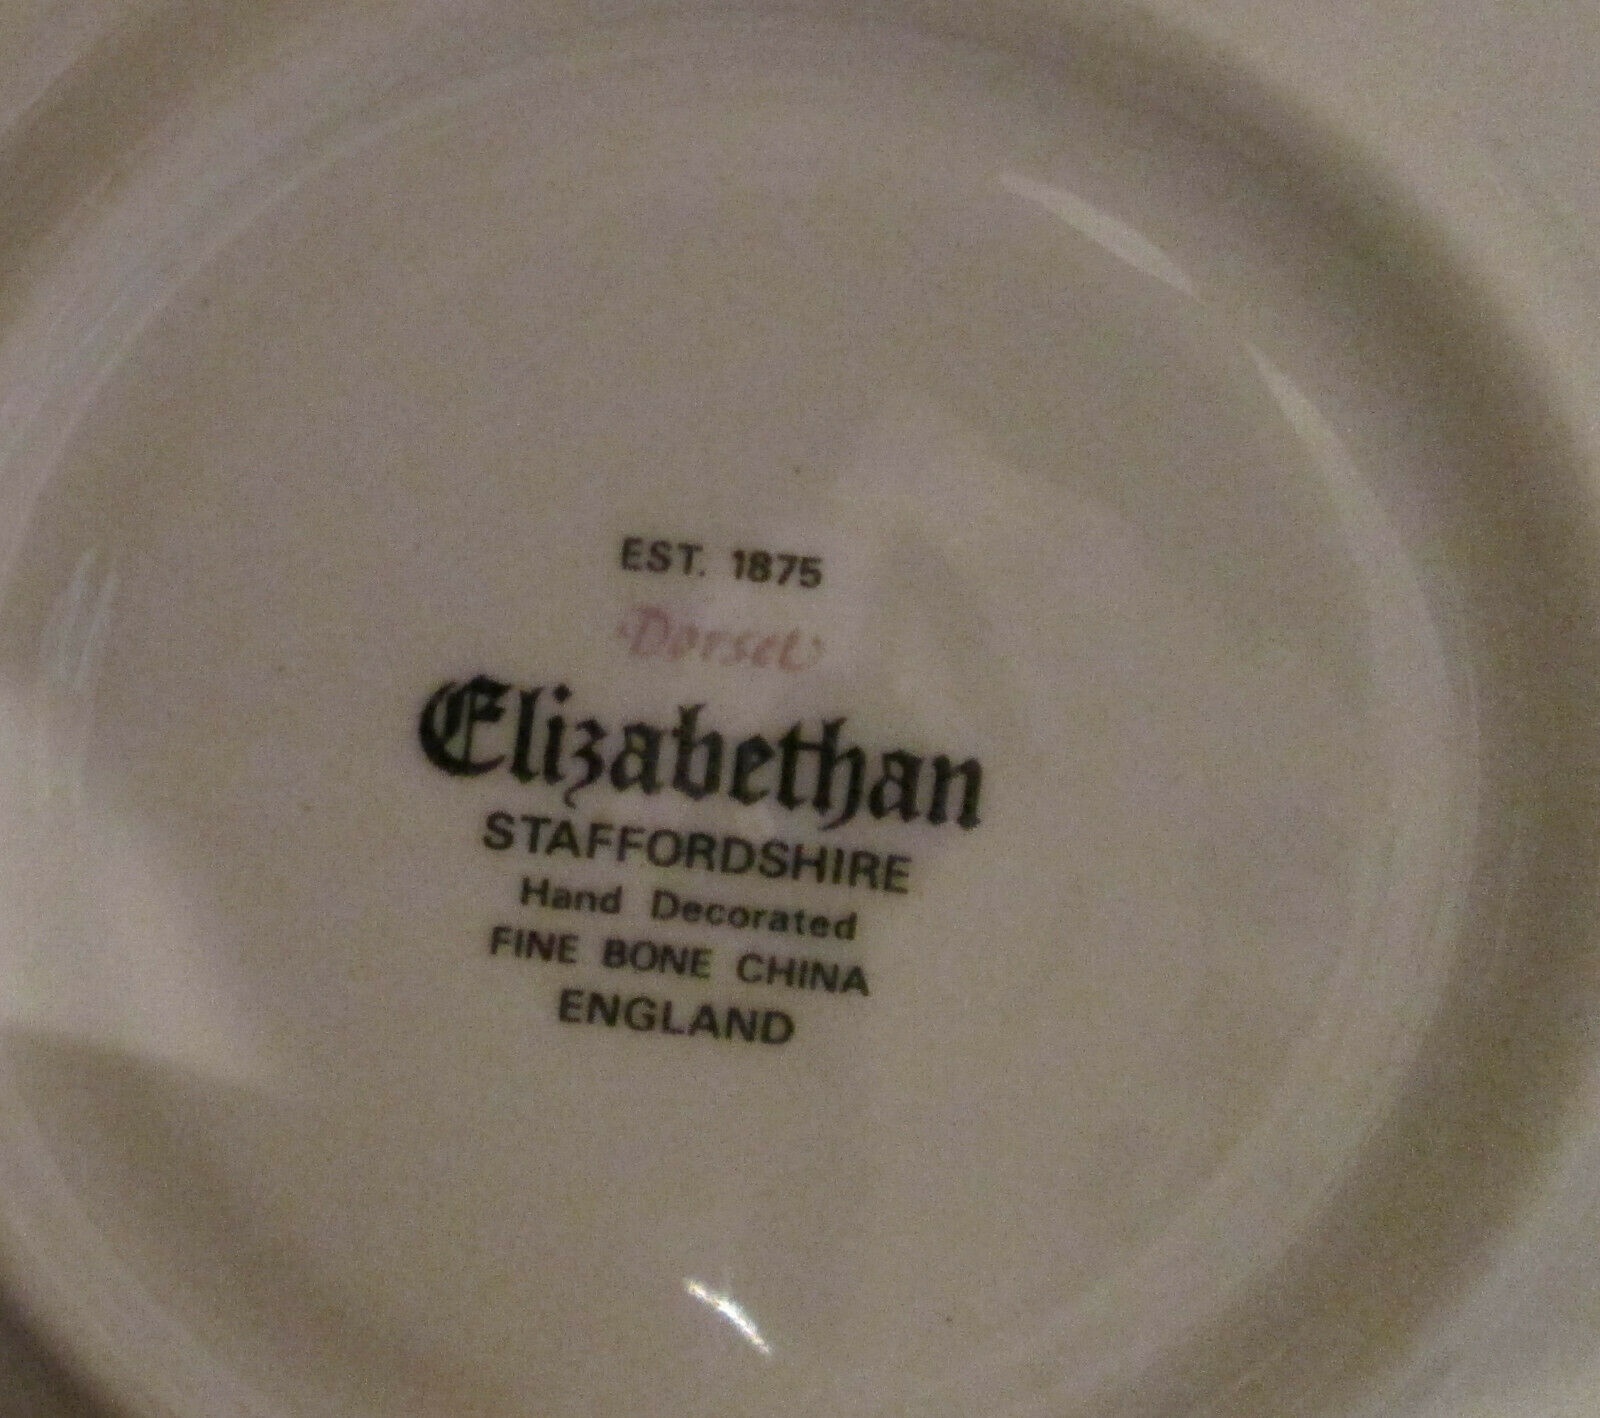 EST. 1875
"Dorset"
Elizabethan
STAFFORDSHIRE
Hand Decorated
FINE BONE CHINA
ENGLAND